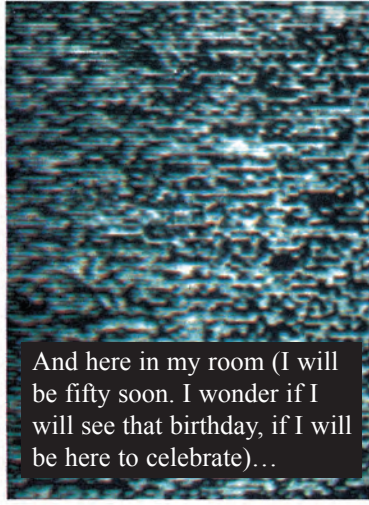 And here in my room (I will
be fifty soon. I wonder if I
will see that birthday, if I will
be here to celebrate)…